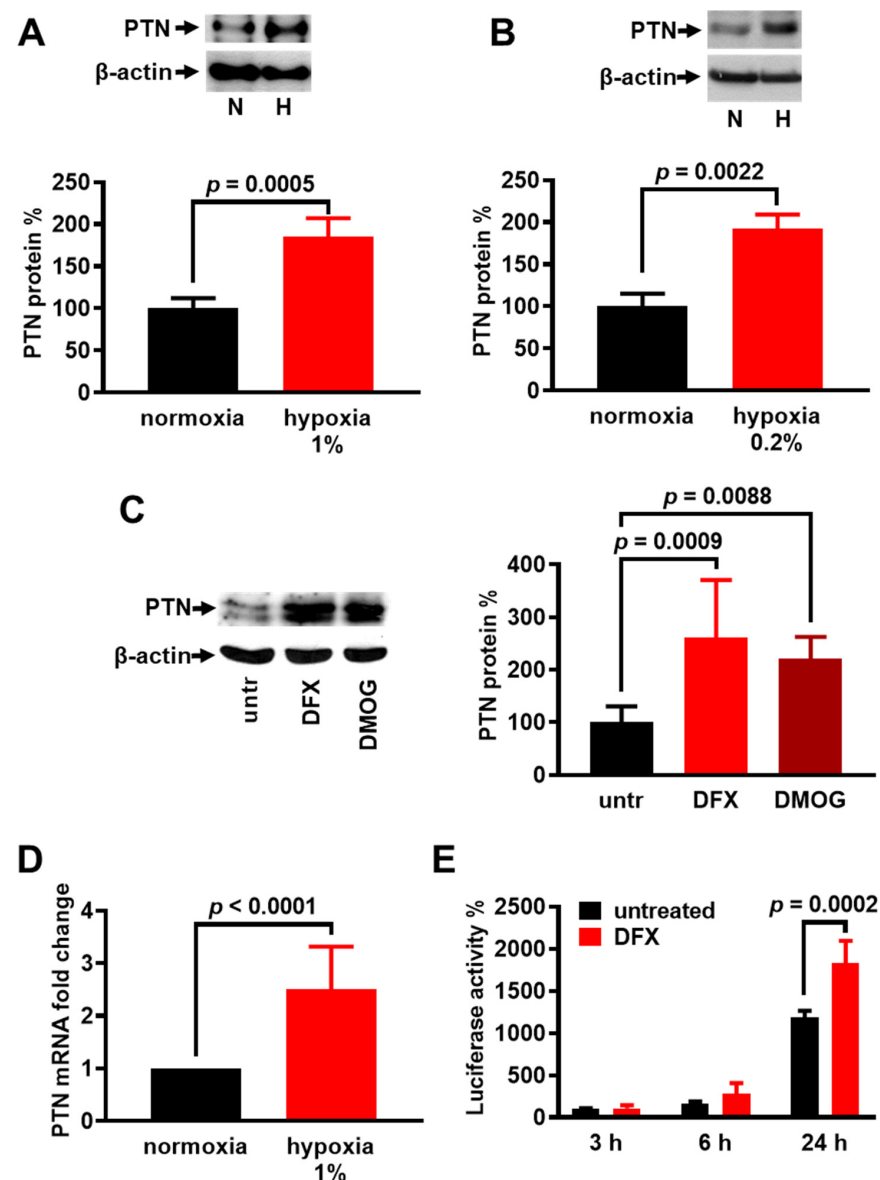 A
PTN
β-actin
N H
PTN protein %
250
200
150
100
50
0
p = 0.0005
normoxia hypoxia
1%
B
PTN
β-actin
N H
PTN protein %
250
200
150
100
50
0
p = 0.0022
normoxia hypoxia
0.2%
C
PTN
β-actin
untr DFX DMOG
PTN protein %
400
300
200
100
0
p = 0.0088
p = 0.0009
untr DFX DMOG
D
PTN mRNA fold change
4
3
2
1
0
p < 0.0001
normoxia hypoxia
1%
E
Luciferase activity %
2500
2000
1500
1000
500
0
untreated
DFX
p = 0.0002
3 h 6 h 24 h